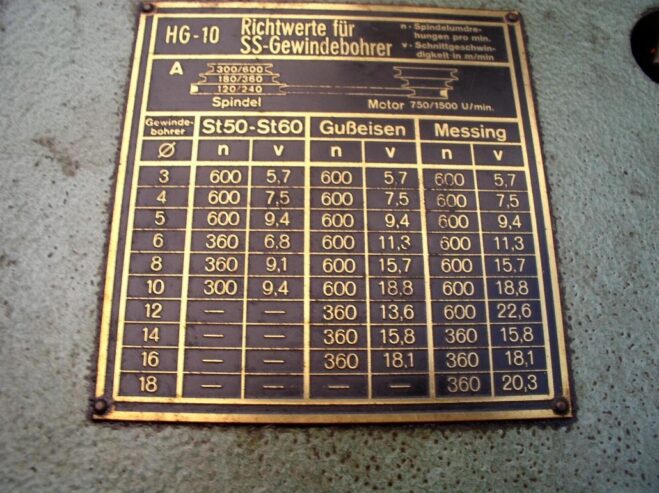 HG-10 Richtwerte für SS-Gewindebohrer
n - Spindelumdrehungen pro min.
v - Schnittgeschwindigkeit in m/min
A
300/600
180/360
120/240
Spindel Motor 750/1500 U/min.
Gewindebohrer St50-St60 Gußeisen Messing
Ø n v n v n v
3 600 5,7 600 5,7 600 5,7
4 600 7,5 600 7,5 600 7,5
5 600 9,4 600 9,4 600 9,4
6 360 6,8 600 11,3 600 11,3
8 360 9,1 600 15,7 600 15,7
10 300 9,4 600 18,8 600 18,8
12 — — 360 13,6 600 22,6
14 — — 360 15,8 360 15,8
16 — — 360 18,1 360 18,1
18 — — — — 360 20,3